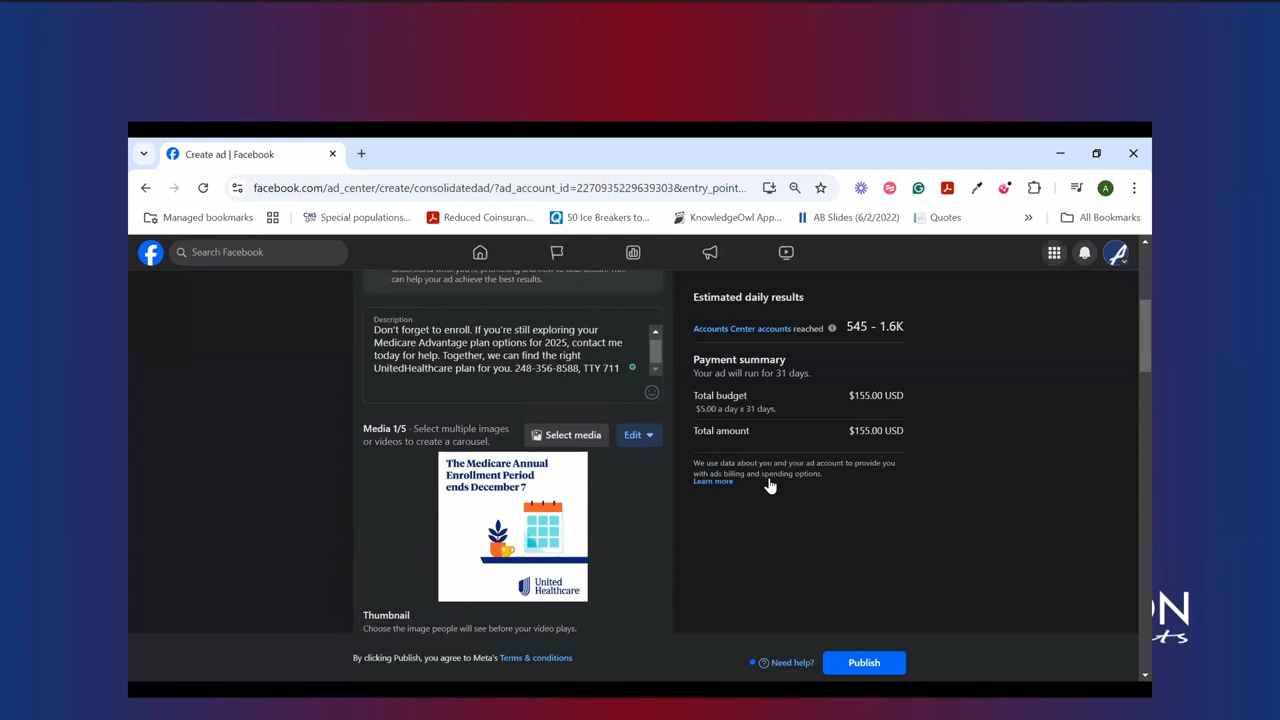 Create ad | Facebook
facebook.com/ad_center/create/consolidatedad/?ad_account_id=2270935229639303&entry_point...
A
Managed bookmarks
CMS Special populations...
Reduced Coinsuran...
50 Ice Breakers to...
KnowledgeOwl App...
AB Slides (6/2/2022)
Quotes
»
All Bookmarks
Search Facebook
can help your ad achieve the best results.
Description
Don't forget to enroll. If you're still exploring your
Medicare Advantage plan options for 2025, contact me
today for help. Together, we can find the right
UnitedHealthcare plan for you. 248-356-8588, TTY 711
Media 1/5 · Select multiple images
or videos to create a carousel.
Select media
Edit
The Medicare Annual
Enrollment Period
ends December 7
United
Healthcare
Thumbnail
Choose the image people will see before your video plays.
Estimated daily results
Accounts Center accounts reached 545 - 1.6K
Payment summary
Your ad will run for 31 days.
Total budget $155.00 USD
$5.00 a day x 31 days.
Total amount $155.00 USD
We use data about you and your ad account to provide you
with ads billing and spending options.
Learn more
By clicking Publish, you agree to Meta's Terms & conditions
Need help?
Publish